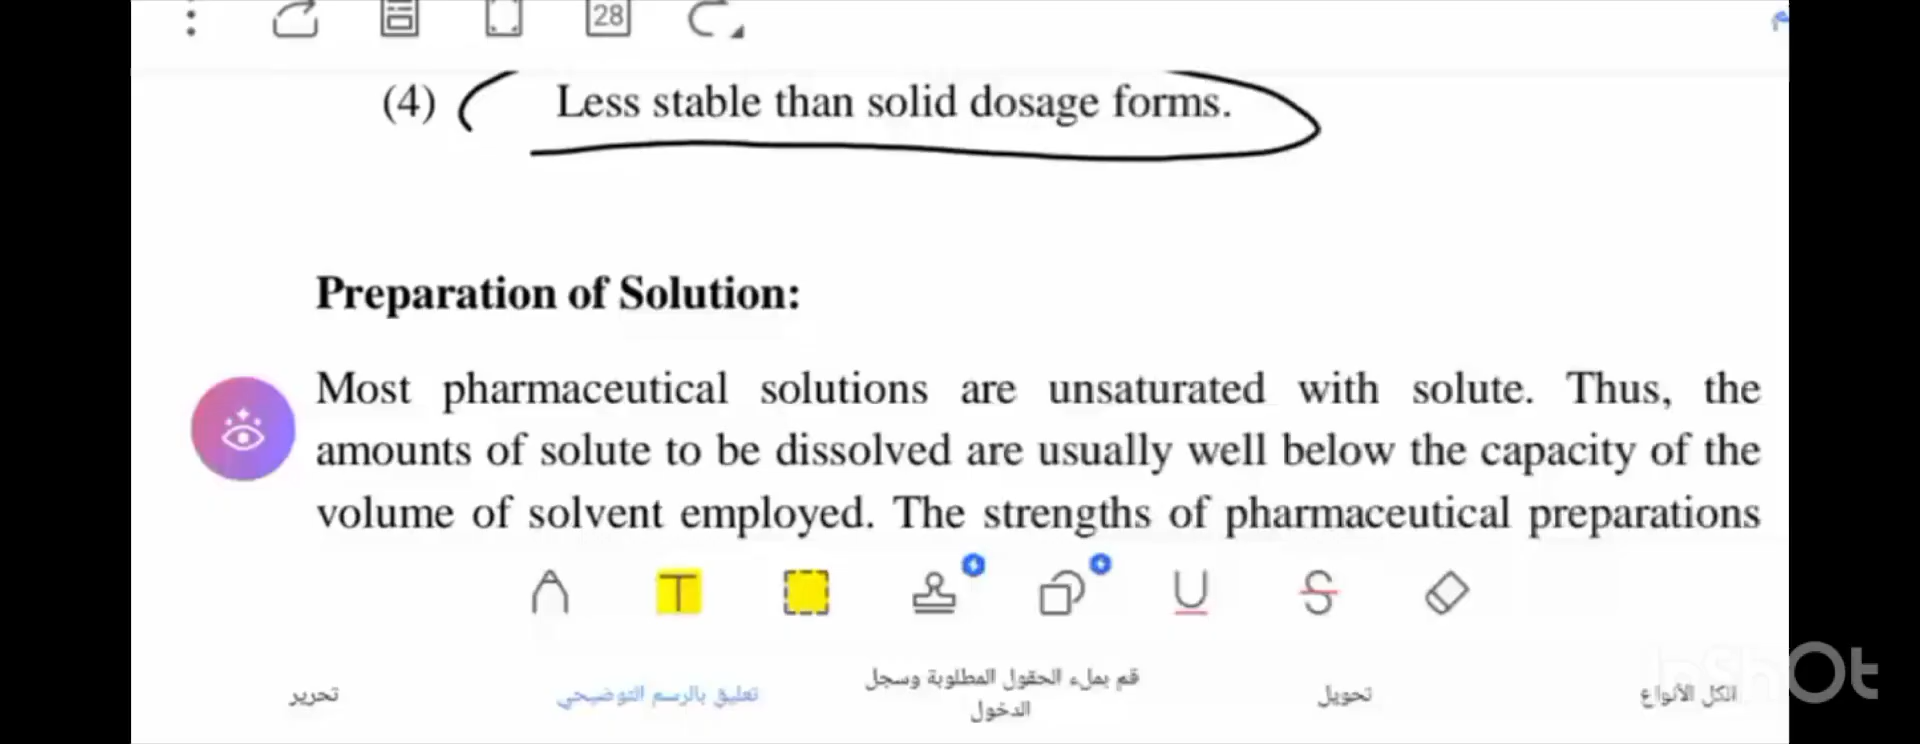 28
(4) Less stable than solid dosage forms.
Preparation of Solution:
Most pharmaceutical solutions are unsaturated with solute. Thus, the
amounts of solute to be dissolved are usually well below the capacity of the
volume of solvent employed. The strengths of pharmaceutical preparations
الكل الأنواع
تحويل
قم بملء الحقول المطلوبة وسجل
الدخول
تعليق بالرسم التوضيحي
تحرير
InShOt